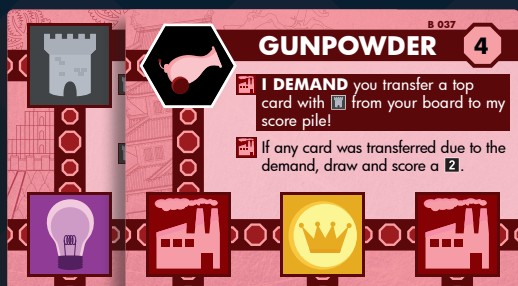 B 037
GUNPOWDER
4
I DEMAND you transfer a top
card with from your board to my
score pile!
If any card was transferred due to the
demand, draw and score a 2.